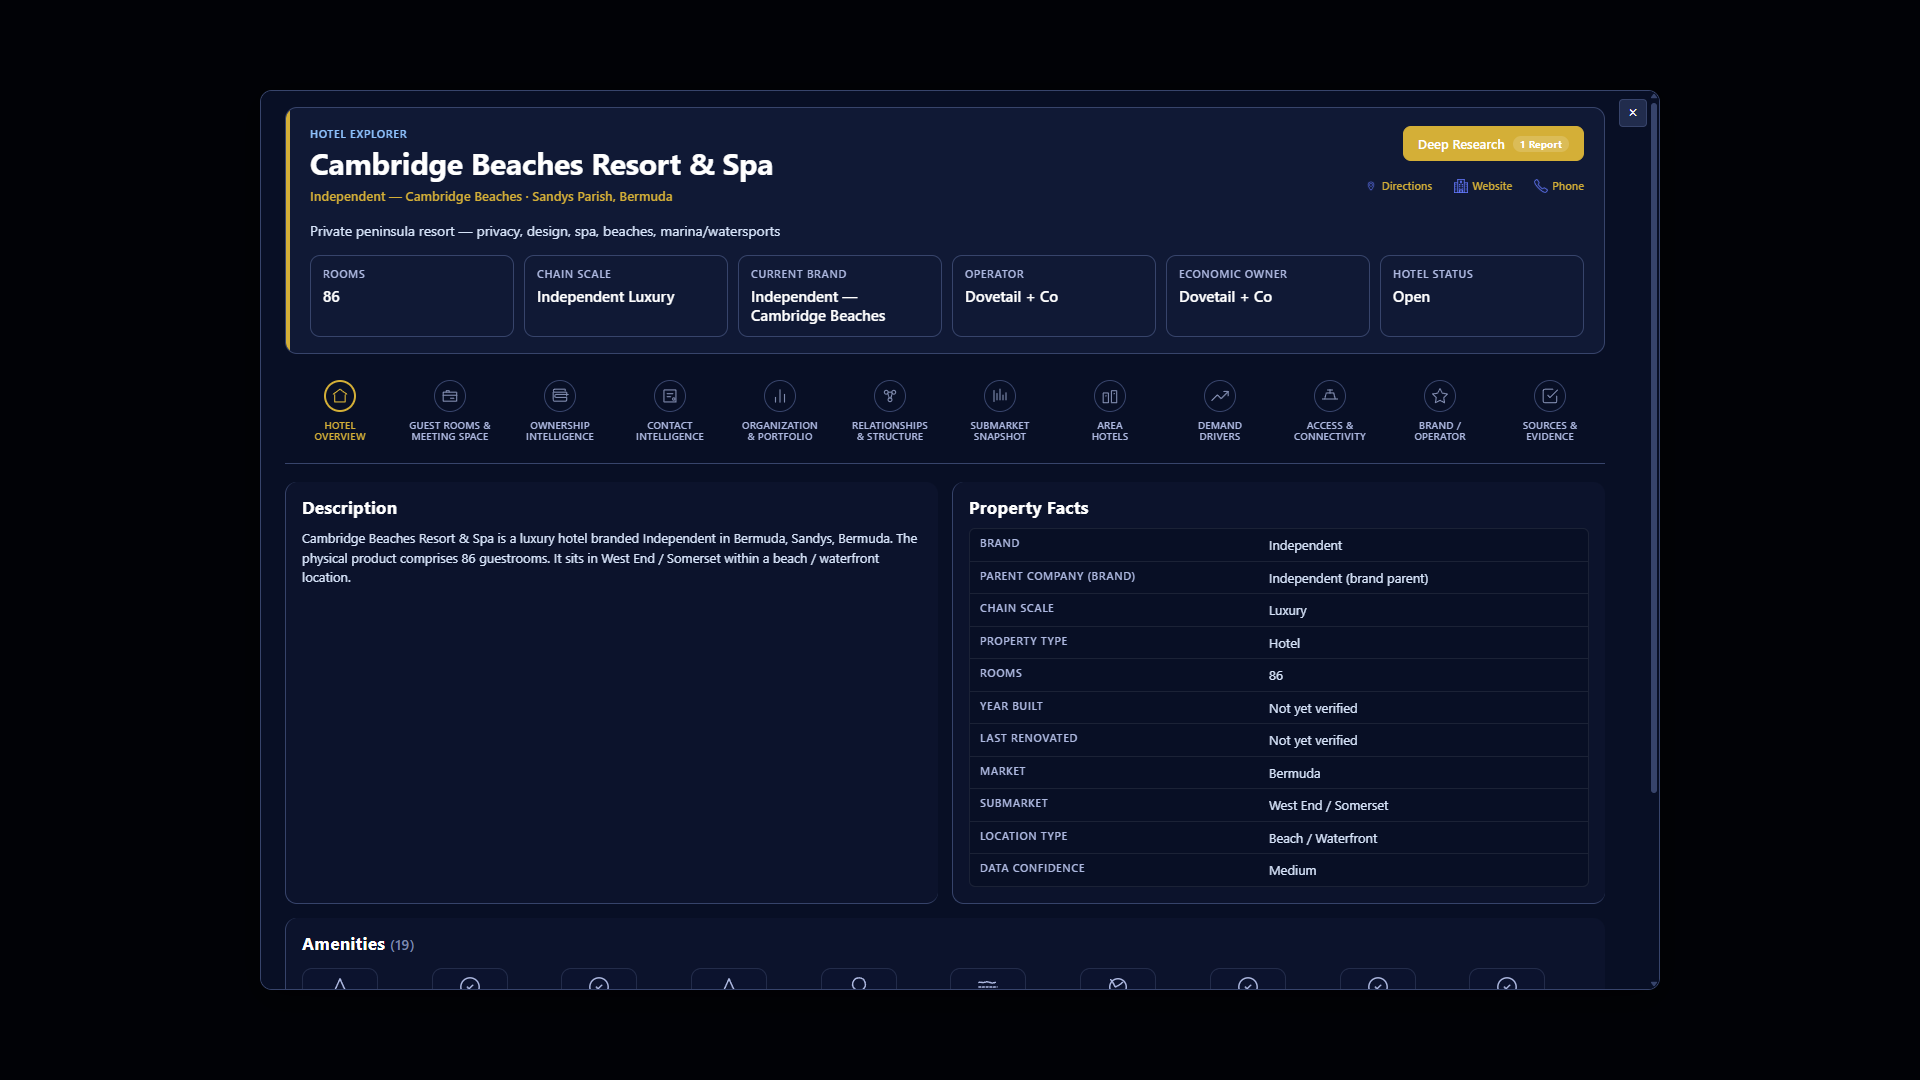 ×
HOTEL EXPLORER
Cambridge Beaches Resort & Spa
Independent — Cambridge Beaches · Sandys Parish, Bermuda
Private peninsula resort — privacy, design, spa, beaches, marina/watersports
Deep Research 1 Report
Directions Website Phone
ROOMS
86
CHAIN SCALE
Independent Luxury
CURRENT BRAND
Independent —
Cambridge Beaches
OPERATOR
Dovetail + Co
ECONOMIC OWNER
Dovetail + Co
HOTEL STATUS
Open
HOTEL
OVERVIEW
GUEST ROOMS &
MEETING SPACE
OWNERSHIP
INTELLIGENCE
CONTACT
INTELLIGENCE
ORGANIZATION
& PORTFOLIO
RELATIONSHIPS
& STRUCTURE
SUBMARKET
SNAPSHOT
AREA
HOTELS
DEMAND
DRIVERS
ACCESS &
CONNECTIVITY
BRAND /
OPERATOR
SOURCES &
EVIDENCE
Description
Cambridge Beaches Resort & Spa is a luxury hotel branded Independent in Bermuda, Sandys, Bermuda. The
physical product comprises 86 guestrooms. It sits in West End / Somerset within a beach / waterfront
location.
Property Facts
BRAND Independent
PARENT COMPANY (BRAND) Independent (brand parent)
CHAIN SCALE Luxury
PROPERTY TYPE Hotel
ROOMS 86
YEAR BUILT Not yet verified
LAST RENOVATED Not yet verified
MARKET Bermuda
SUBMARKET West End / Somerset
LOCATION TYPE Beach / Waterfront
DATA CONFIDENCE Medium
Amenities (19)